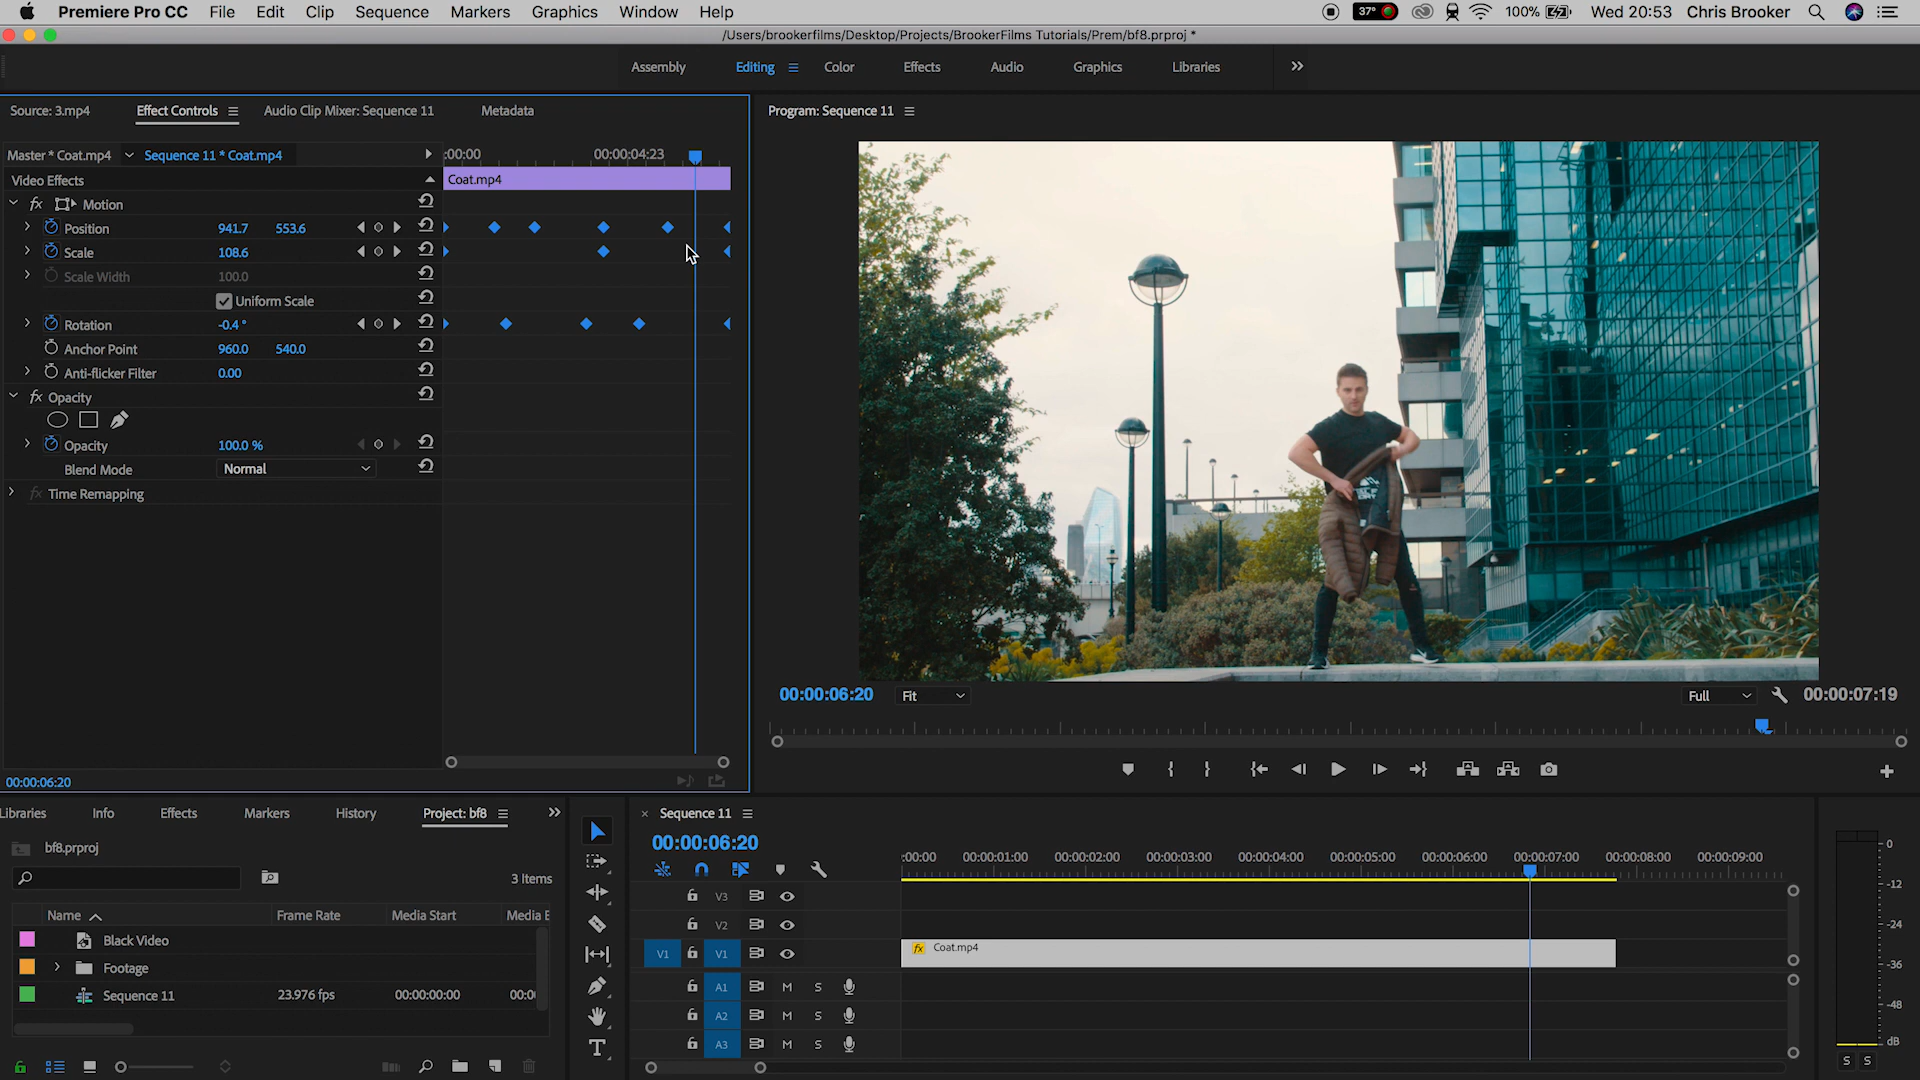 Premiere Pro CC File Edit Clip Sequence Markers Graphics Window Help 37° 100% Wed 20:53 Chris Brooker
/Users/brookerfilms/Desktop/Projects/BrookerFilms Tutorials/Prem/bf8.prproj *
Assembly Editing Color Effects Audio Graphics Libraries
Source: 3.mp4 Effect Controls Audio Clip Mixer: Sequence 11 Metadata
Program: Sequence 11
Master * Coat.mp4 Sequence 11 * Coat.mp4 :00:00 00:00:04:23
Video Effects Coat.mp4
fx Motion
Position 941.7 553.6
Scale 108.6
Scale Width 100.0
Uniform Scale
Rotation -0.4 °
Anchor Point 960.0 540.0
Anti-flicker Filter 0.00
fx Opacity
Opacity 100.0 %
Blend Mode Normal
fx Time Remapping
00:00:06:20 Fit Full 00:00:07:19
00:00:06:20
Libraries Info Effects Markers History Project: bf8
× Sequence 11
bf8.prproj
00:00:06:20
:00:00 00:00:01:00 00:00:02:00 00:00:03:00 00:00:04:00 00:00:05:00 00:00:06:00 00:00:07:00 00:00:08:00 00:00:09:00
3 Items
Name Frame Rate Media Start Media E
Black Video
Footage
Sequence 11 23.976 fps 00:00:00:00 00:0
V3
V2
V1 V1 fx Coat.mp4
A1 M S
A2 M S
A3 M S
T
0
-12
-24
-36
-48
dB
S S